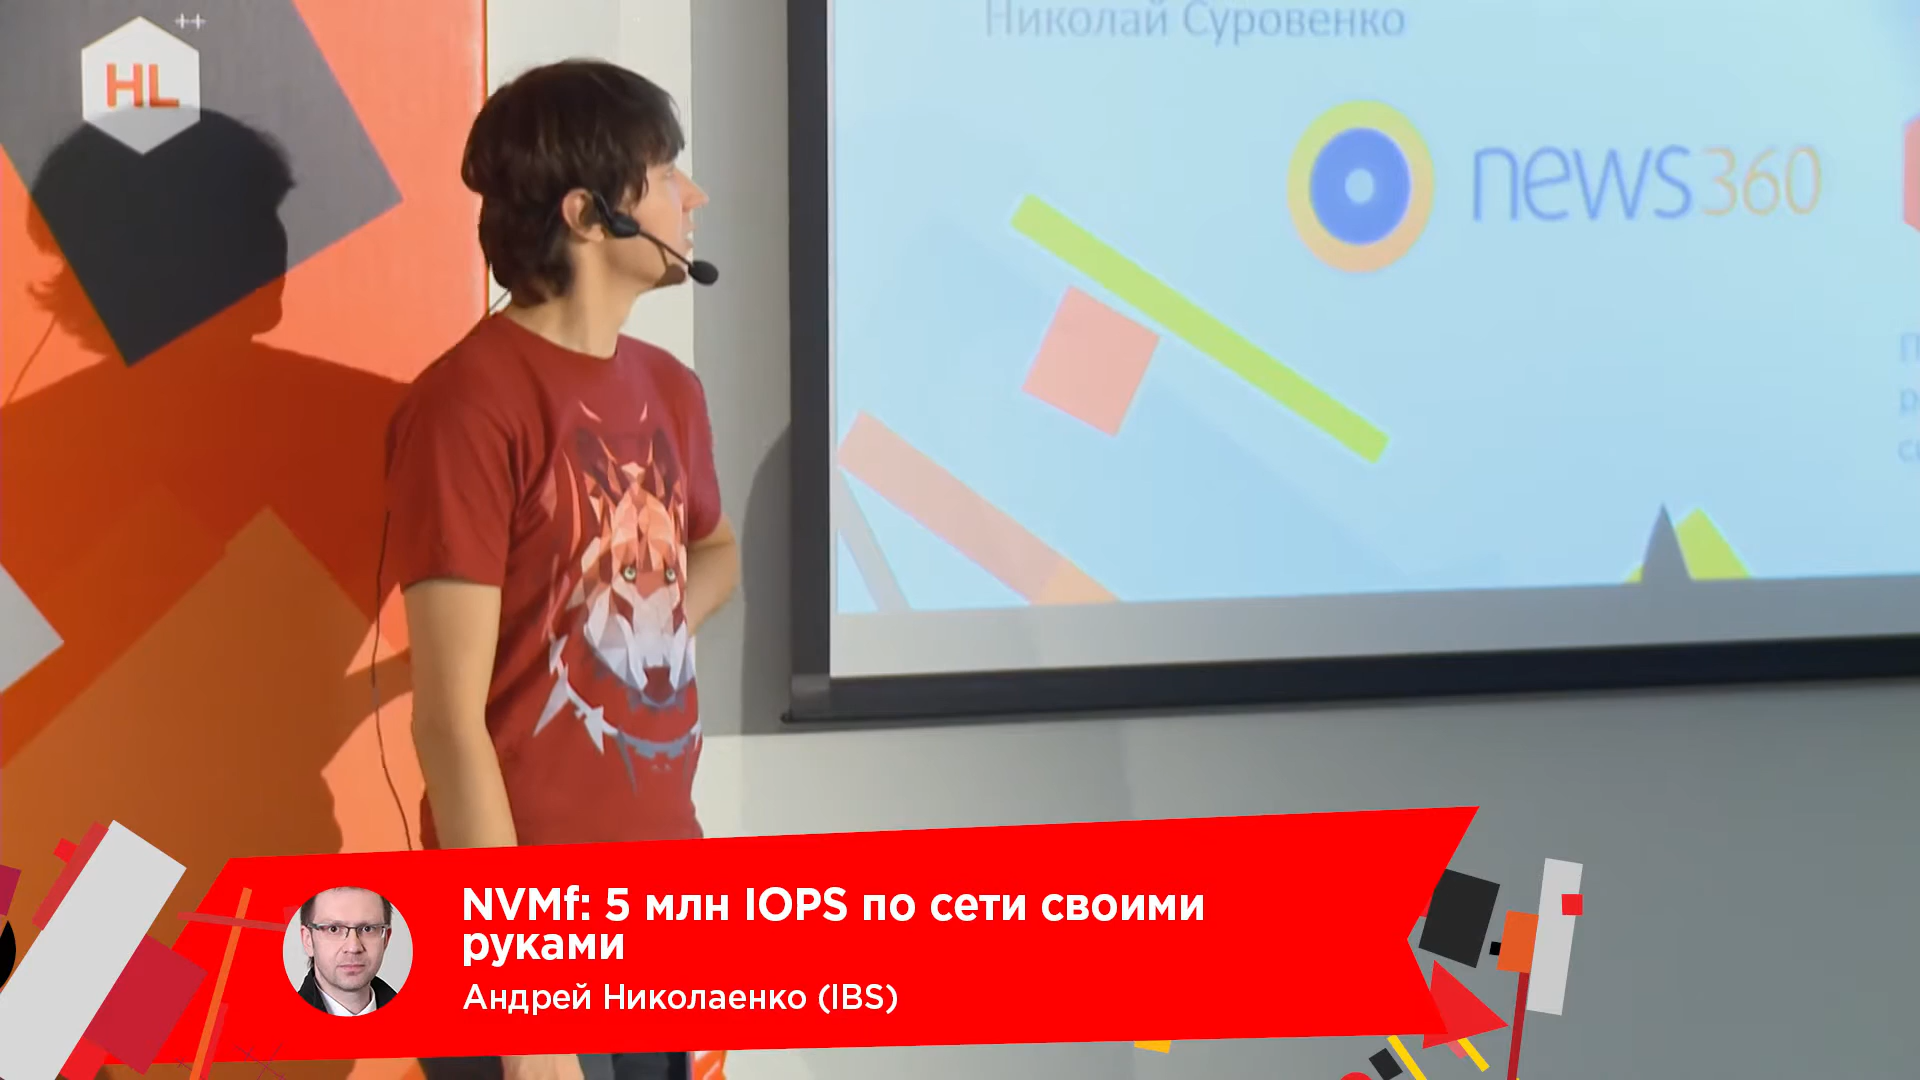 ++
HL
Николай Суровенко
news360
NVMf: 5 млн IOPS по сети своими
руками
Андрей Николаенко (IBS)